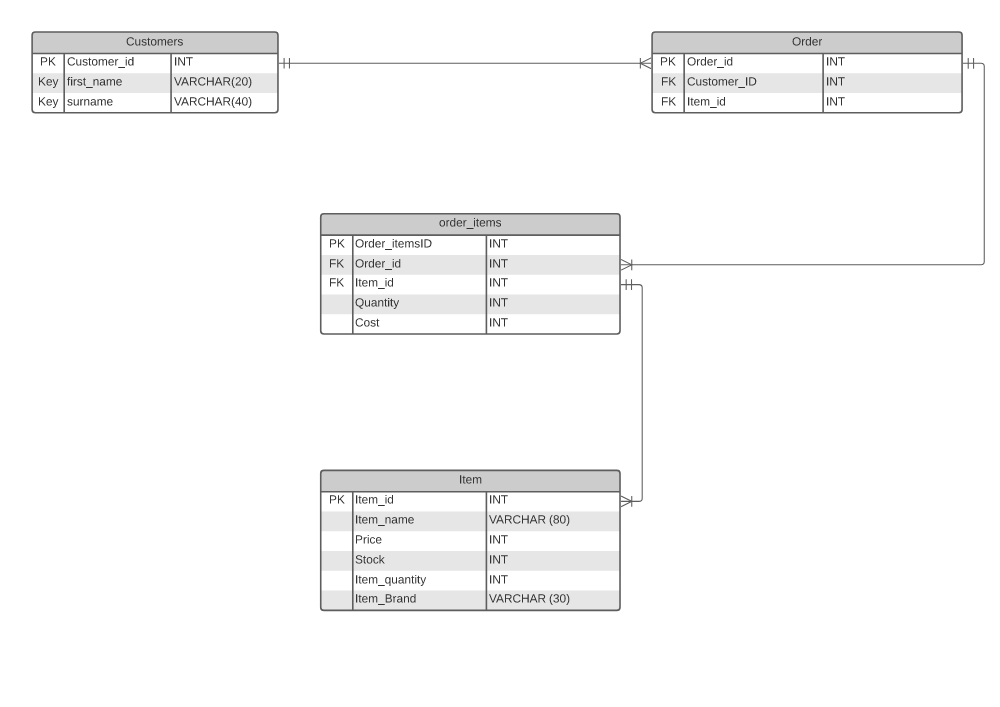 Customers
PK Customer_id INT
Key first_name VARCHAR(20)
Key surname VARCHAR(40)
Order
PK Order_id INT
FK Customer_ID INT
FK Item_id INT
order_items
PK Order_itemsID INT
FK Order_id INT
FK Item_id INT
Quantity INT
Cost INT
Item
PK Item_id INT
Item_name VARCHAR (80)
Price INT
Stock INT
Item_quantity INT
Item_Brand VARCHAR (30)